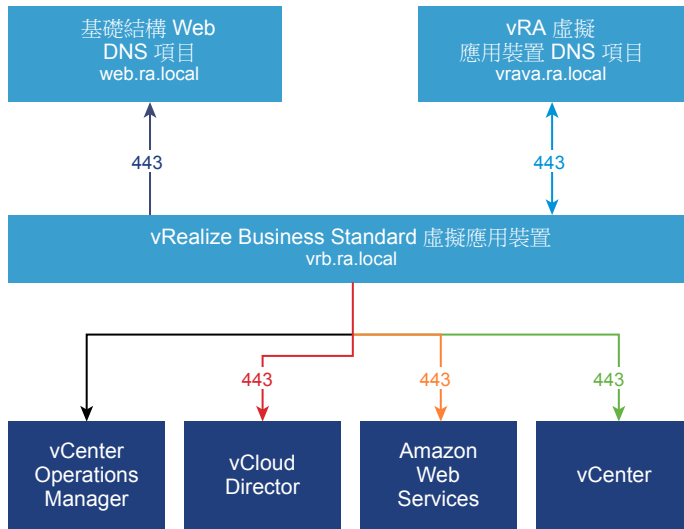 基礎結構 Web
DNS 項目
web.ra.local
vRA 虛擬
應用裝置 DNS 項目
vrava.ra.local
443
443
vRealize Business Standard 虛擬應用裝置
vrb.ra.local
443
443
443
vCenter
Operations
Manager
vCloud
Director
Amazon
Web
Services
vCenter